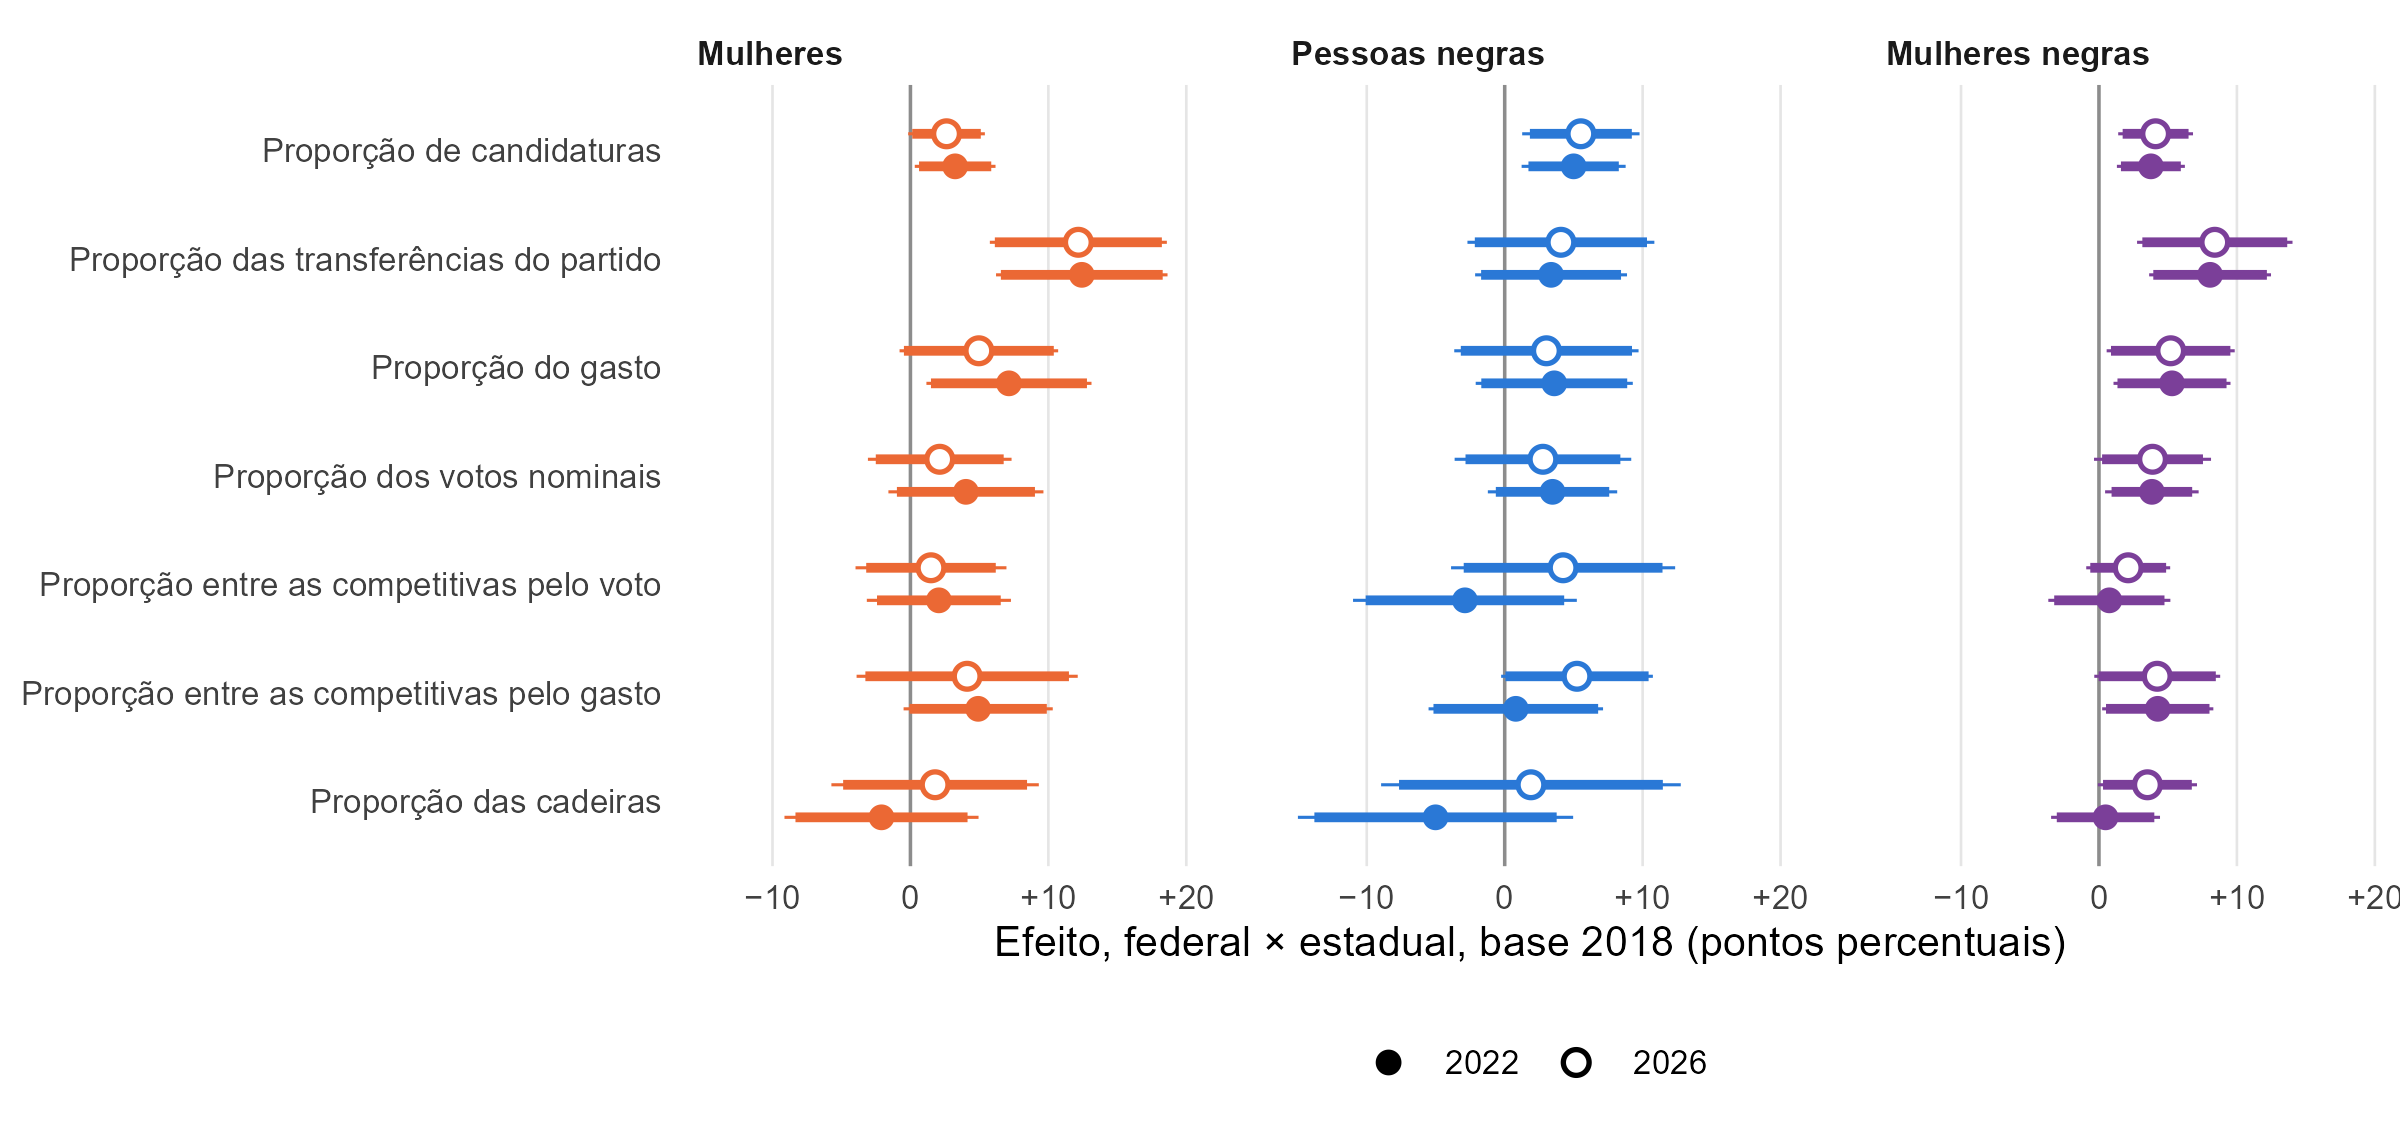 Mulheres
Pessoas negras
Mulheres negras
Proporção de candidaturas
Proporção das transferências do partido
Proporção do gasto
Proporção dos votos nominais
Proporção entre as competitivas pelo voto
Proporção entre as competitivas pelo gasto
Proporção das cadeiras
−10 0 +10 +20
−10 0 +10 +20
−10 0 +10 +20
Efeito, federal × estadual, base 2018 (pontos percentuais)
2022 2026